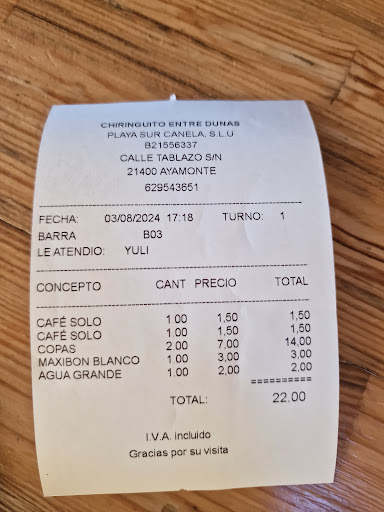 CHIRINGUITO ENTRE DUNAS
PLAYA SUR CANELA, S.L.U
B21556337
CALLE TABLAZO S/N
21400 AYAMONTE
629543651
FECHA: 03/08/2024 17:18 TURNO: 1
BARRA B03
LE ATENDIO: YULI
CONCEPTO CANT PRECIO TOTAL
CAFÉ SOLO 1.00 1,50 1,50
CAFÉ SOLO 1.00 1,50 1,50
COPAS 2.00 7,00 14,00
MAXIBON BLANCO 1.00 3,00 3,00
AGUA GRANDE 1.00 2,00 2,00
==========
TOTAL: 22,00
I.V.A. incluido
Gracias por su visita